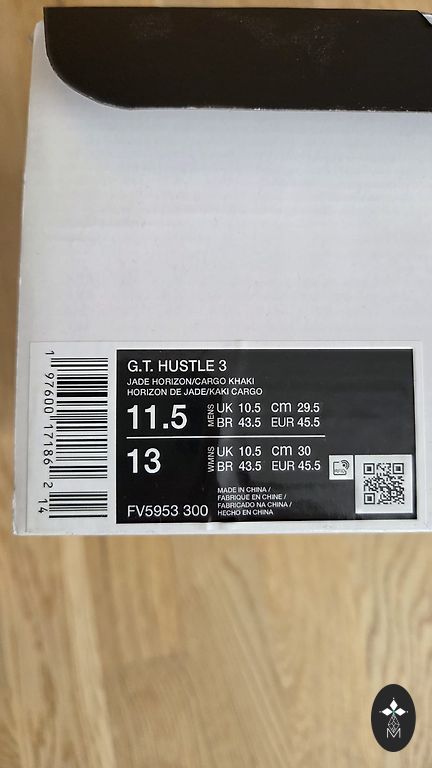 G.T. HUSTLE 3
JADE HORIZON/CARGO KHAKI
HORIZON DE JADE/KAKI CARGO
11.5 MENS UK 10.5 cm 29.5
BR 43.5 EUR 45.5
13 WMNS UK 10.5 cm 30
BR 43.5 EUR 45.5
MADE IN CHINA /
FABRIQUE EN CHINE /
FABRICADO NA CHINA /
HECHO EN CHINA
FV5953 300
RFID
1 97600 17186 2 14
M